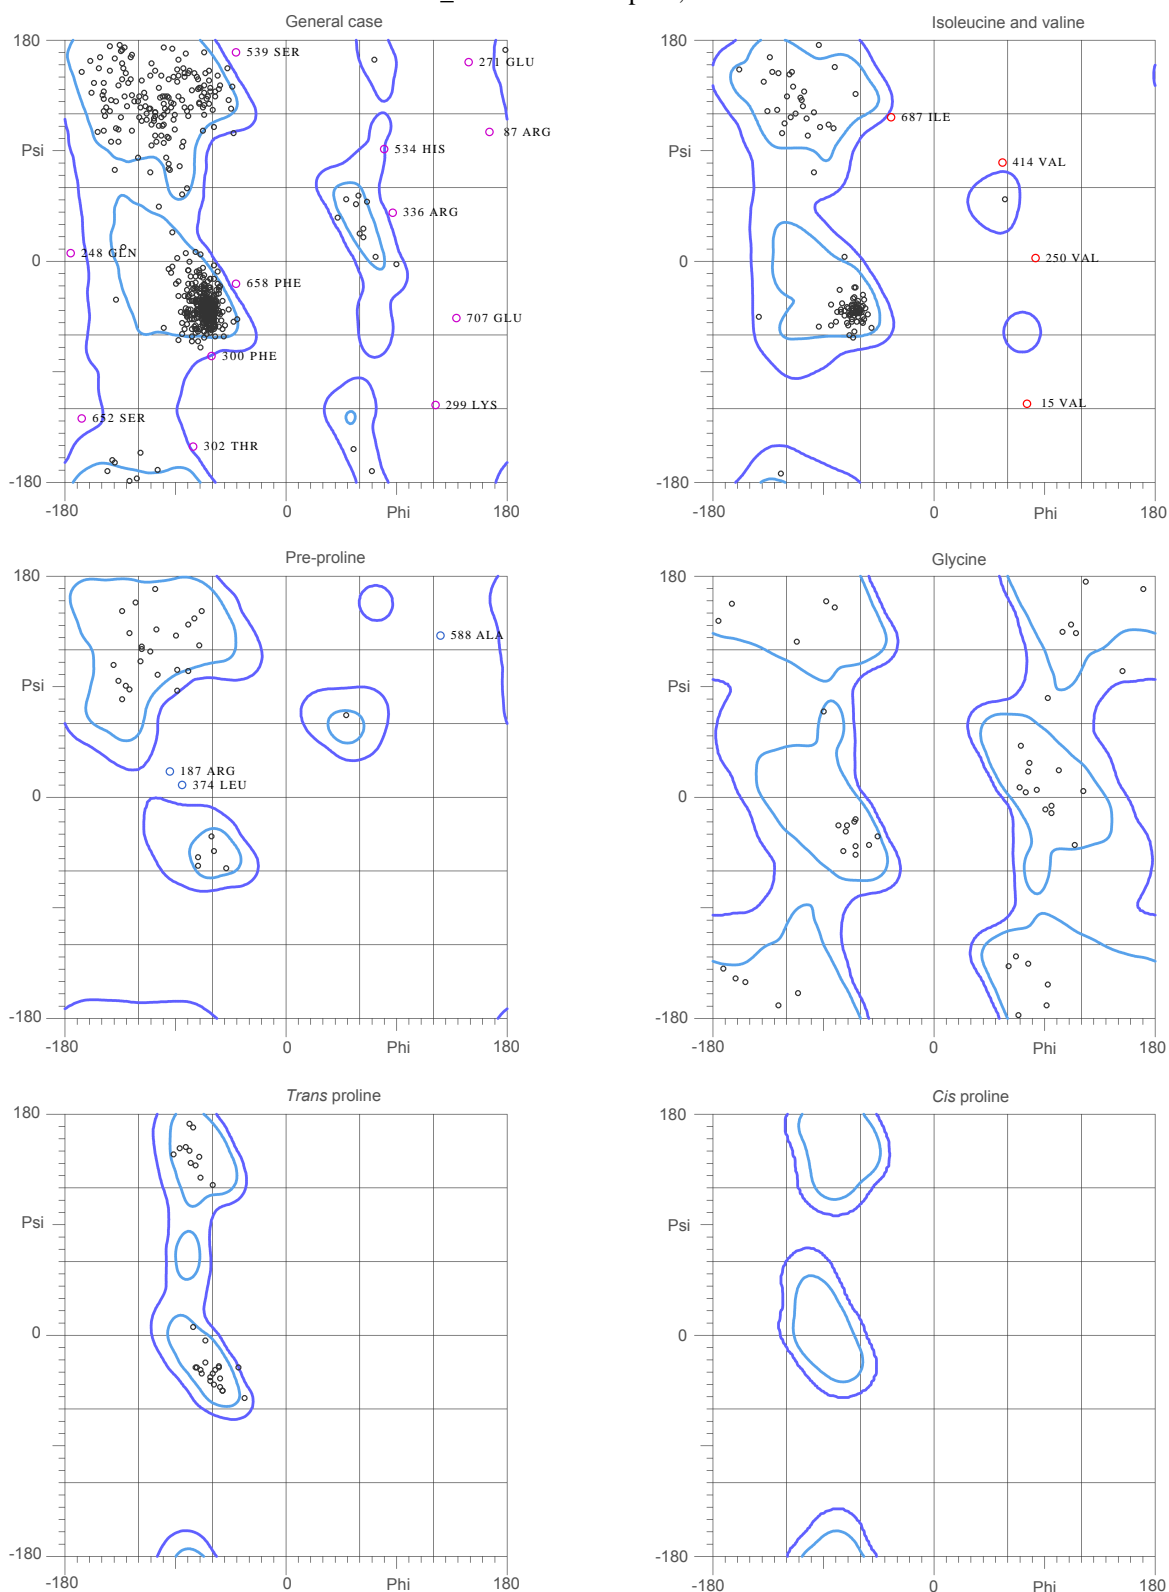 General case
180
Psi
0
-180
-180
0
Phi
180
539 SER
271 GLU
87 ARG
534 HIS
336 ARG
248 GLN
658 PHE
707 GLU
300 PHE
299 LYS
652 SER
302 THR
Isoleucine and valine
180
Psi
0
-180
-180
0
Phi
180
687 ILE
414 VAL
250 VAL
15 VAL
Pre-proline
180
Psi
0
-180
-180
0
Phi
180
588 ALA
187 ARG
374 LEU
Glycine
180
Psi
0
-180
-180
0
Phi
180
Trans proline
180
Psi
0
-180
-180
0
Phi
180
Cis proline
180
Psi
0
-180
-180
0
Phi
180